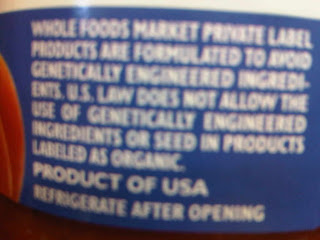 WHOLE FOODS MARKET PRIVATE LABEL
PRODUCTS ARE FORMULATED TO AVOID
GENETICALLY ENGINEERED INGREDI-
ENTS. U.S. LAW DOES NOT ALLOW THE
USE OF GENETICALLY ENGINEERED
INGREDIENTS OR SEED IN PRODUCTS
LABELED AS ORGANIC.
PRODUCT OF USA
REFRIGERATE AFTER OPENING